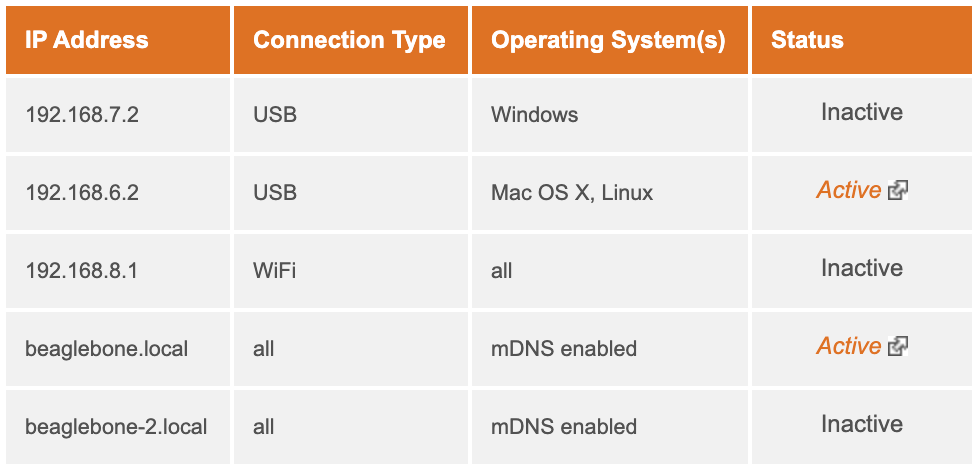 IP Address Connection Type Operating System(s) Status
192.168.7.2 USB Windows Inactive
192.168.6.2 USB Mac OS X, Linux Active
192.168.8.1 WiFi all Inactive
beaglebone.local all mDNS enabled Active
beaglebone-2.local all mDNS enabled Inactive